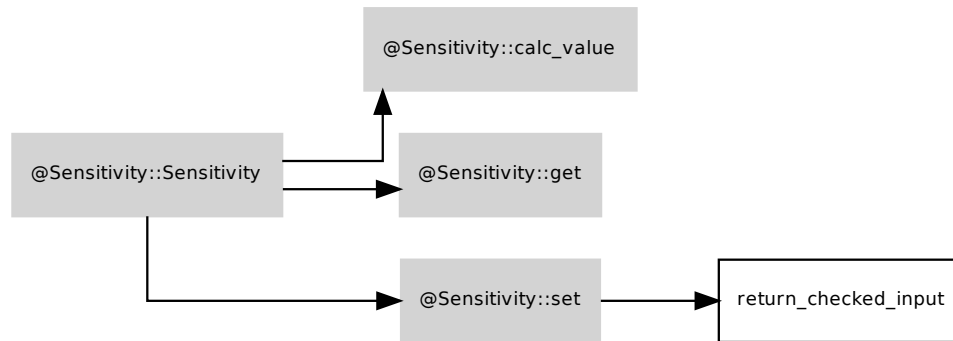 @Sensitivity::calc_value
@Sensitivity::Sensitivity
@Sensitivity::get
@Sensitivity::set
return_checked_input